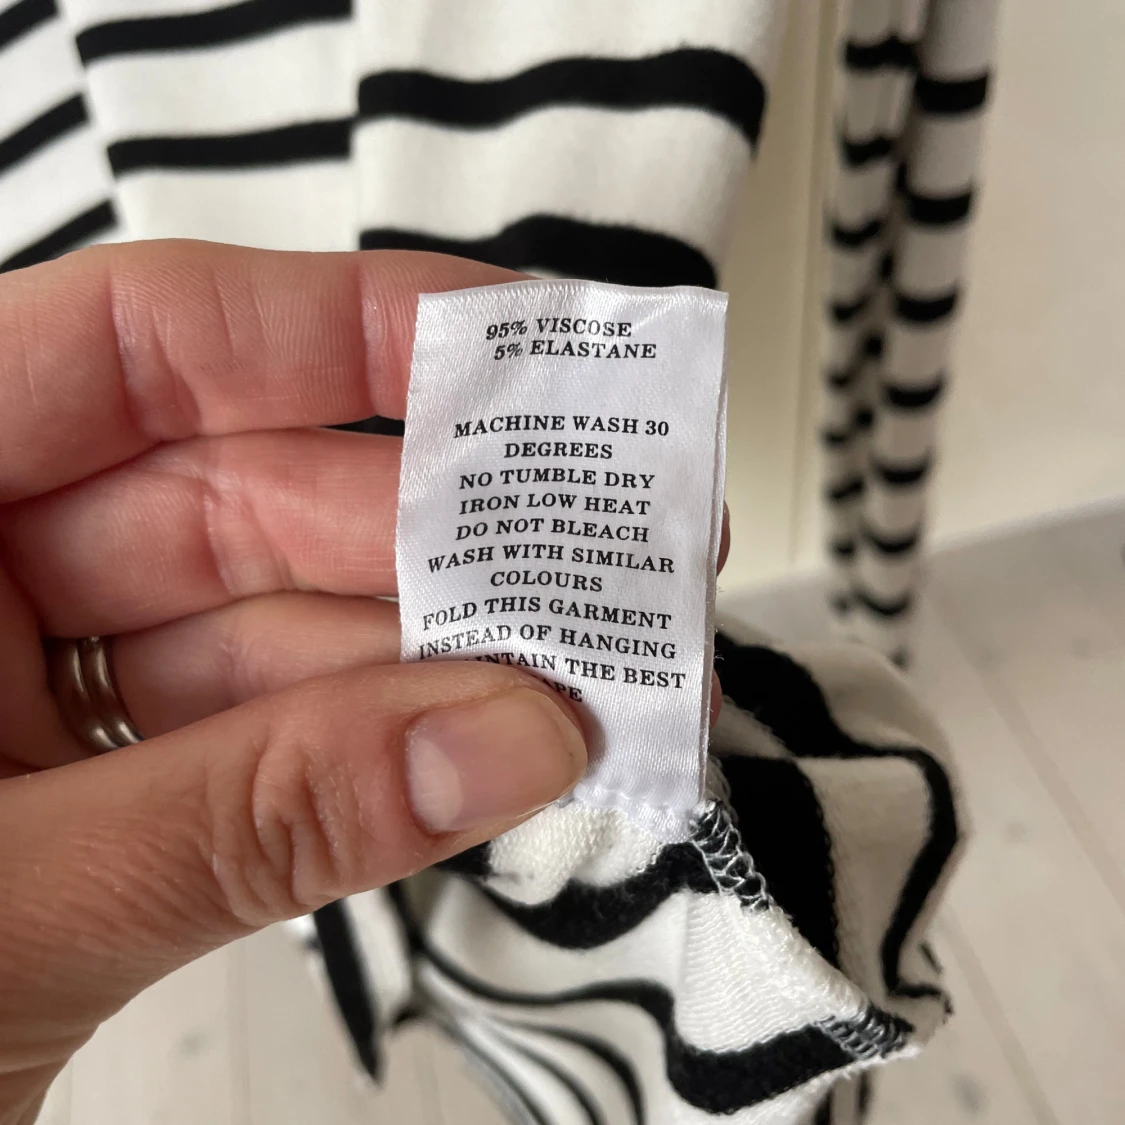 95% VISCOSE
5% ELASTANE
MACHINE WASH 30
DEGREES
NO TUMBLE DRY
IRON LOW HEAT
DO NOT BLEACH
WASH WITH SIMILAR
COLOURS
FOLD THIS GARMENT
INSTEAD OF HANGING
THE BEST